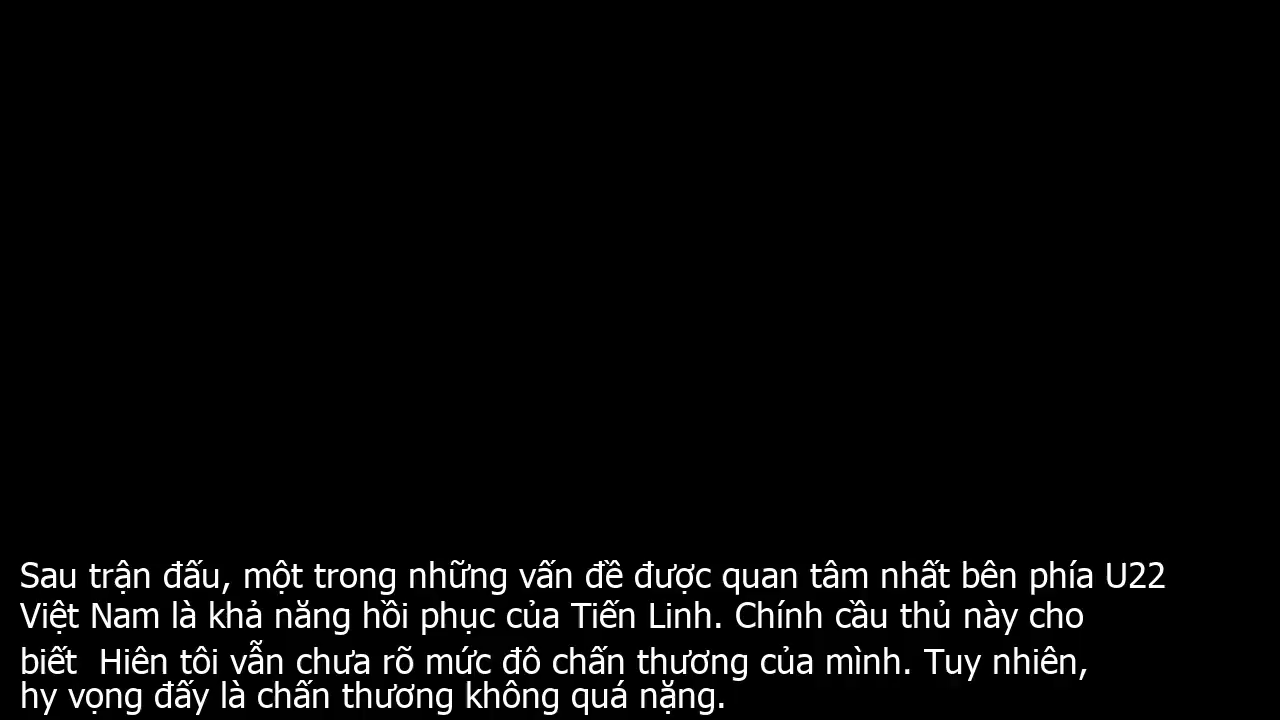 Sau trận đấu, một trong những vấn đề được quan tâm nhất bên phía U22
Việt Nam là khả năng hồi phục của Tiến Linh. Chính cầu thủ này cho
biết  Hiên tôi vẫn chưa rõ mức đô chấn thương của mình. Tuy nhiên,
hy vọng đấy là chấn thương không quá nặng.